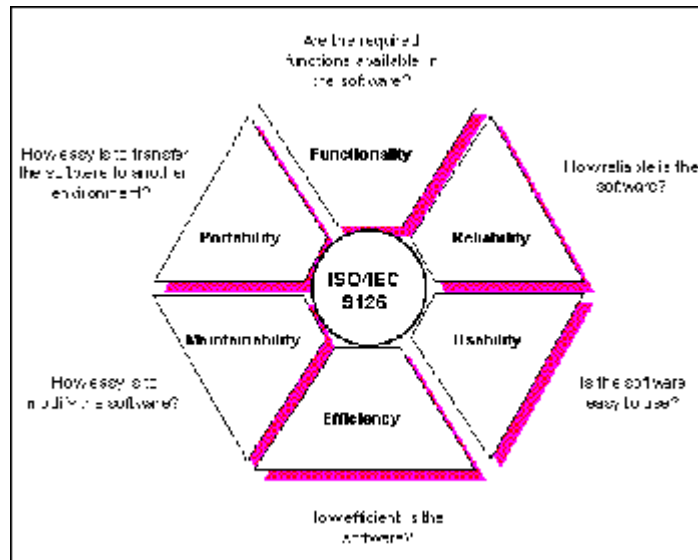 Are the required
functions available in
the software?
Functionality
How easy is to transfer
the software to another
environment?
How reliable is the
software?
Portability
Reliability
ISO/IEC
9126
Maintainability
Usability
How easy is to
modify the software?
Is the software
easy to use?
Efficiency
How efficient is the
software?